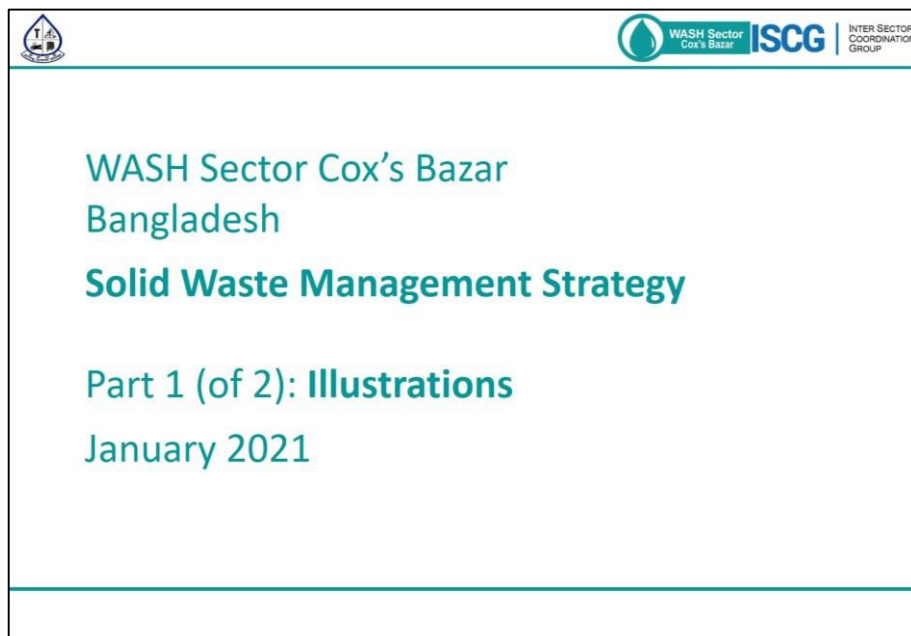 WASH Sector
Cox's Bazar
ISCG
INTER SECTOR
COORDINATION
GROUP
WASH Sector Cox’s Bazar
Bangladesh
Solid Waste Management Strategy
Part 1 (of 2): Illustrations
January 2021